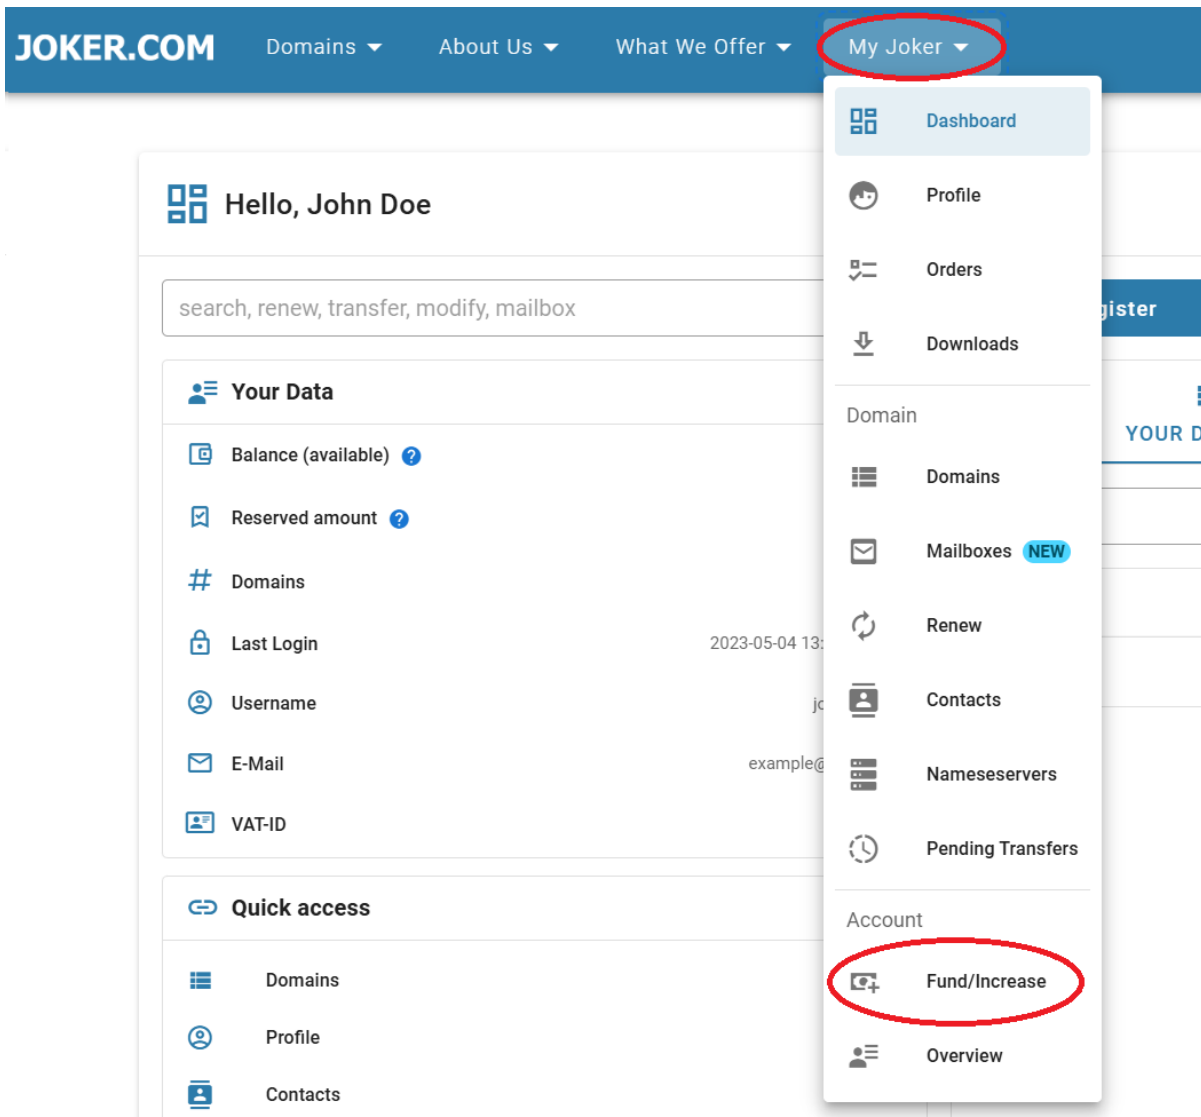 JOKER.COM Domains About Us What We Offer My Joker
Dashboard
Profile
Orders
Downloads
Domain
Domains
Mailboxes NEW
Renew
Contacts
Nameseservers
Pending Transfers
Account
Fund/Increase
Overview
Hello, John Doe
search, renew, transfer, modify, mailbox
Your Data
Balance (available) ?
Reserved amount ?
Domains
Last Login 2023-05-04 13:
Username
E-Mail example@
VAT-ID
Quick access
Domains
Profile
Contacts
gister
YOUR D